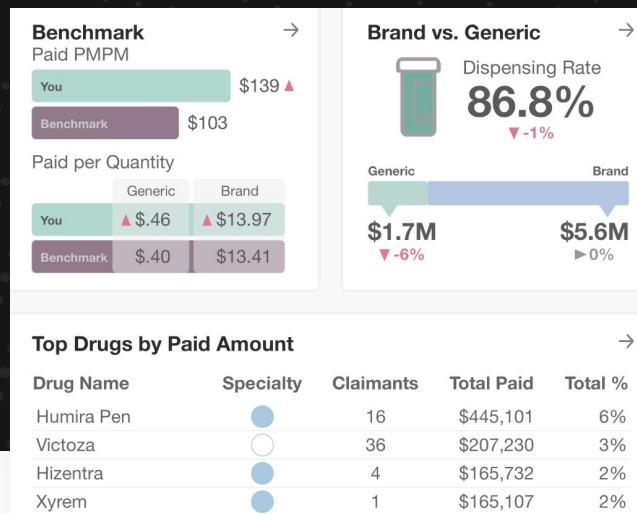 Benchmark
Paid PMPM
You $139
Benchmark $103
Paid per Quantity
Generic Brand
You $.46 $13.97
Benchmark $.40 $13.41
Brand vs. Generic
Dispensing Rate
86.8%
-1%
Generic Brand
$1.7M $5.6M
-6% 0%
Top Drugs by Paid Amount
Drug Name Specialty Claimants Total Paid Total %
Humira Pen 16 $445,101 6%
Victoza 36 $207,230 3%
Hizentra 4 $165,732 2%
Xyrem 1 $165,107 2%